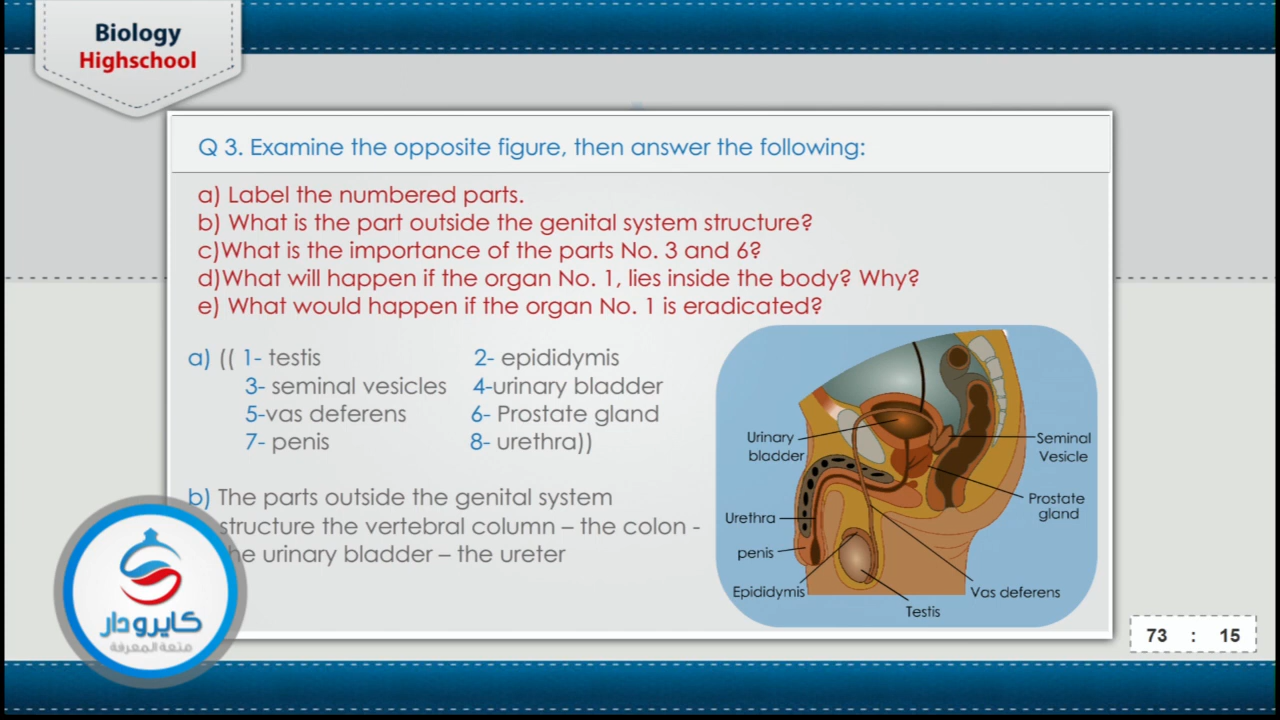 Biology
Highschool
Q 3. Examine the opposite figure, then answer the following:
a) Label the numbered parts.
b) What is the part outside the genital system structure?
c)What is the importance of the parts No. 3 and 6?
d)What will happen if the organ No. 1, lies inside the body? Why?
e) What would happen if the organ No. 1 is eradicated?
a) (( 1- testis 2- epididymis
3- seminal vesicles 4-urinary bladder
5-vas deferens 6- Prostate gland
7- penis 8- urethra))
b) The parts outside the genital system
structure the vertebral column – the colon -
he urinary bladder – the ureter
Urinary
bladder
Seminal
Vesicle
Prostate
gland
Urethra
penis
Epididymis
Vas deferens
Testis
كايرودار
متعة المعرفة
73 : 15